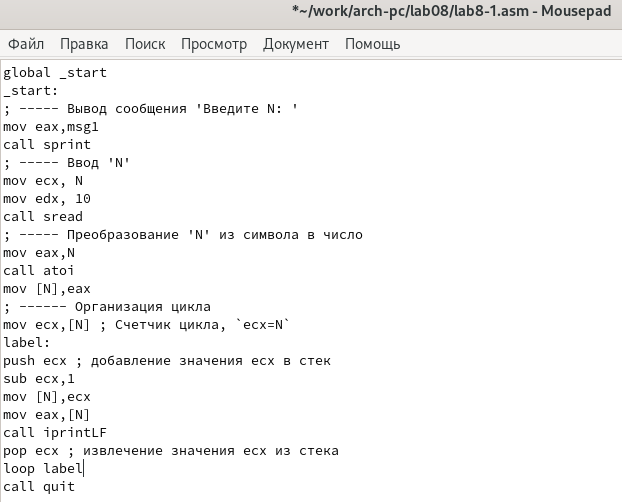 *~/work/arch-pc/lab08/lab8-1.asm - Mousepad
Файл Правка Поиск Просмотр Документ Помощь
global _start
_start:
; ----- Вывод сообщения 'Введите N: '
mov eax,msg1
call sprint
; ----- Ввод 'N'
mov ecx, N
mov edx, 10
call sread
; ----- Преобразование 'N' из символа в число
mov eax,N
call atoi
mov [N],eax
; ------ Организация цикла
mov ecx,[N] ; Счетчик цикла, `ecx=N`
label:
push ecx ; добавление значения ecx в стек
sub ecx,1
mov [N],ecx
mov eax,[N]
call iprintLF
pop ecx ; извлечение значения ecx из стека
loop label
call quit